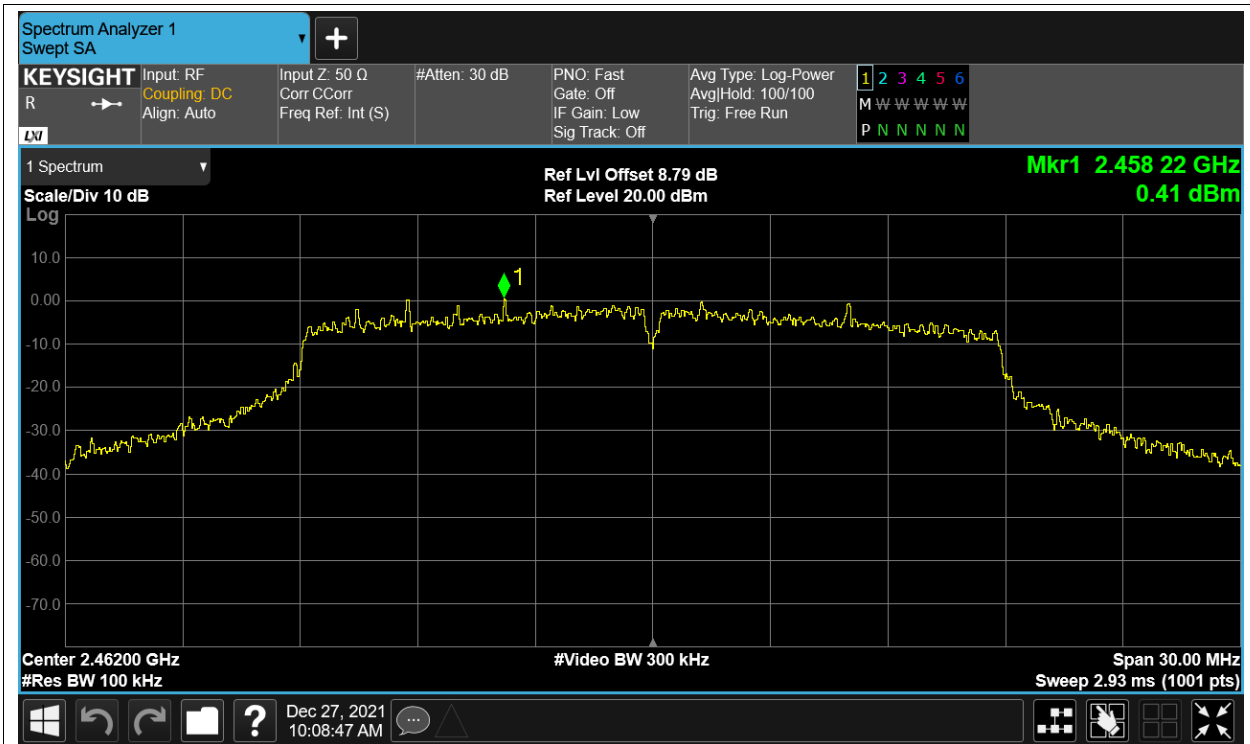 Spectrum Analyzer 1
Swept SA
KEYSIGHT
R
LXI
Input: RF
Coupling: DC
Align: Auto
Input Z: 50 Ω
Corr CCorr
Freq Ref: Int (S)
#Atten: 30 dB
PNO: Fast
Gate: Off
IF Gain: Low
Sig Track: Off
Avg Type: Log-Power
Avg|Hold: 100/100
Trig: Free Run
1 2 3 4 5 6
M W W W W W
P N N N N N
1 Spectrum
Scale/Div 10 dB
Log
Ref Lvl Offset 8.79 dB
Ref Level 20.00 dBm
Mkr1 2.458 22 GHz
0.41 dBm
10.0
0.00
-10.0
-20.0
-30.0
-40.0
-50.0
-60.0
-70.0
1
Center 2.46200 GHz
#Res BW 100 kHz
#Video BW 300 kHz
Span 30.00 MHz
Sweep 2.93 ms (1001 pts)
?
Dec 27, 2021
10:08:47 AM